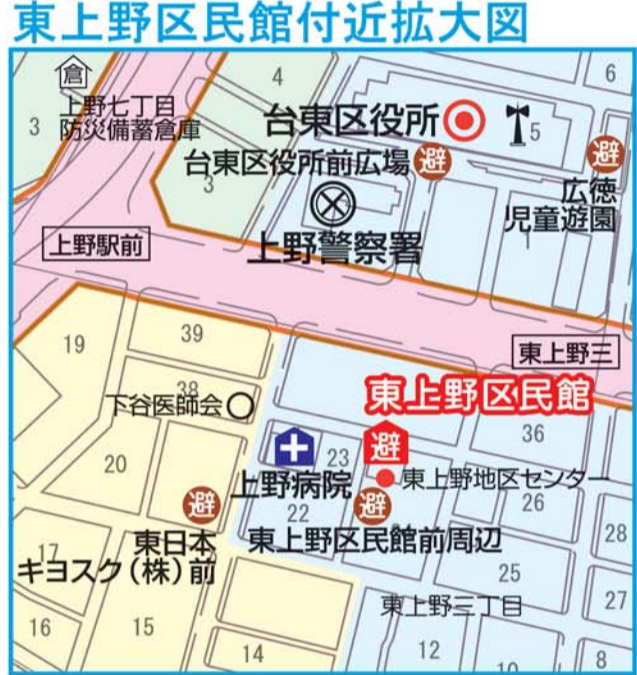 東上野区民館付近拡大図
倉
上野七丁目
防災備蓄倉庫
3
4
3
台東区役所
5
6
台東区役所前広場
避
避
広徳
児童遊園
1
上野警察署
上野駅前
東上野三
19
39
38
下谷医師会
20
東上野区民館
避
36
上野病院
23
22
東上野地区センター
26
避
東日本
キヨスク(株)前
避
東上野区民館前周辺
28
17
25
27
16
15
14
東上野三丁目
12
10
8